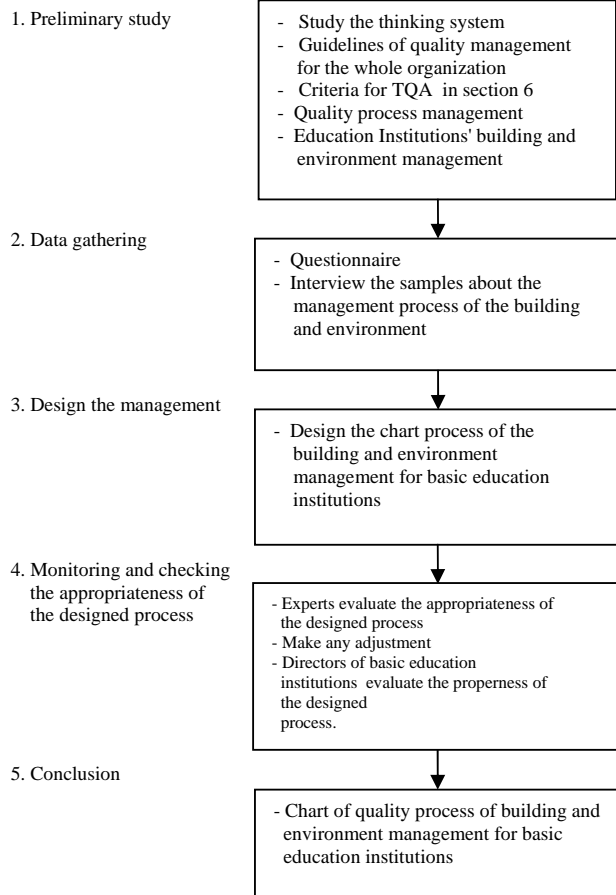 1. Preliminary study
- Study the thinking system
- Guidelines of quality management
for the whole organization
- Criteria for TQA in section 6
- Quality process management
- Education Institutions' building and
environment management
2. Data gathering
- Questionnaire
- Interview the samples about the
management process of the building
and environment
3. Design the management
- Design the chart process of the
building and environment
management for basic education
institutions
4. Monitoring and checking
the appropriateness of
the designed process
- Experts evaluate the appropriateness of
the designed process
- Make any adjustment
- Directors of basic education
institutions evaluate the properness of
the designed
process.
5. Conclusion
- Chart of quality process of building and
environment management for basic
education institutions